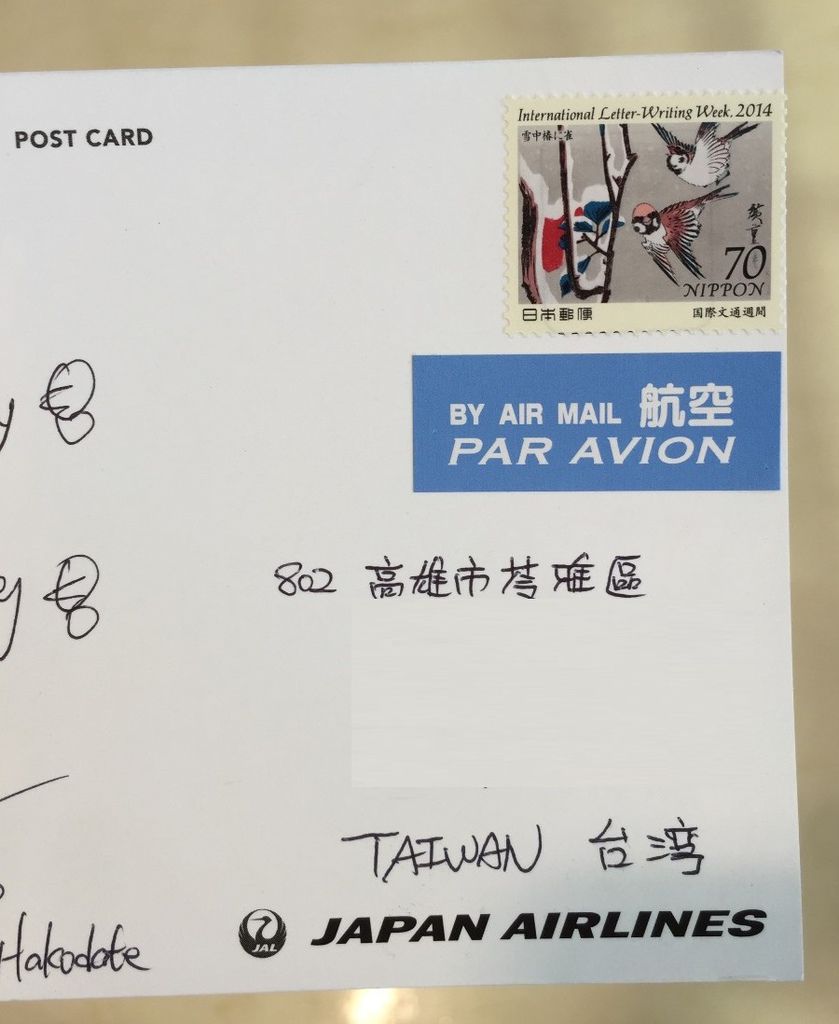 POST CARD
International Letter-Writing Week, 2014
雪中椿に雀
廣重
70
NIPPON
日本郵便 国際文通週間
BY AIR MAIL 航空
PAR AVION
802 高雄市苓雅區
TAIWAN 台湾
Hakodate
JAL JAPAN AIRLINES